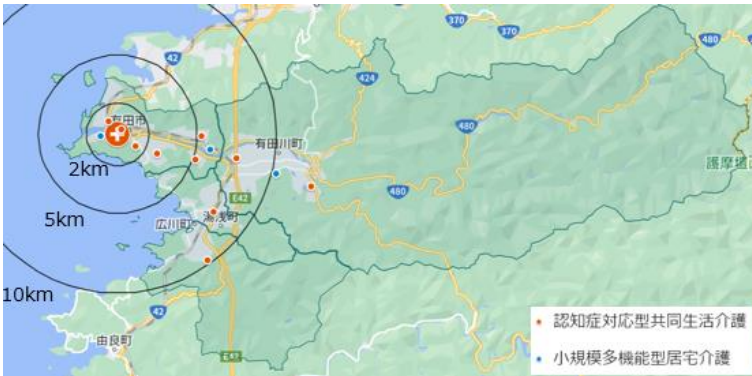 42
370
370
480
480
424
有田市
有田川町
480
2km
護摩壇
480
5km
E42
湯浅町
広川町
10km
42
由良町
E42
認知症対応型共同生活介護
小規模多機能型居宅介護